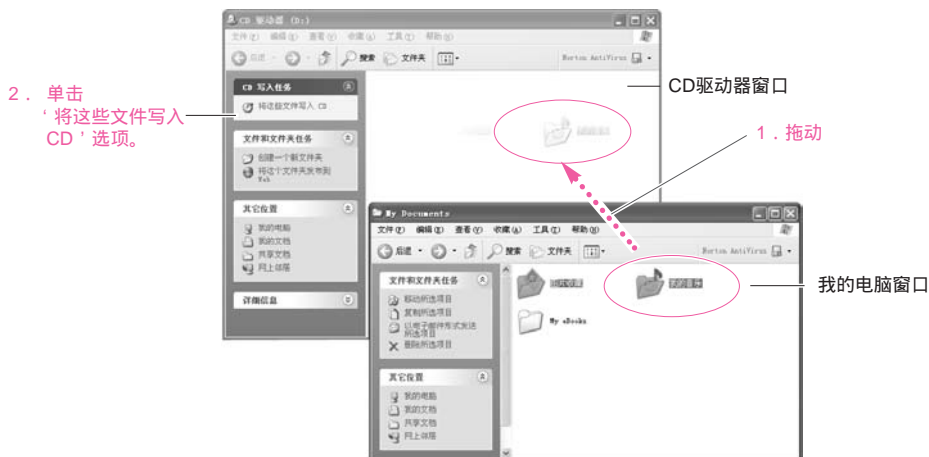 CD 驱动器 (D:)
文件(F) 编辑(E) 查看(V) 收藏(A) 工具(T) 帮助(H)
后退 搜索 文件夹 Norton AntiVirus
CD 写入任务
将这些文件写入 CD
文件和文件夹任务
创建一个新文件夹
将这个文件夹发布到
Web
其它位置
我的电脑
我的文档
共享文档
网上邻居
详细信息
2. 单击
‘将这些文件写入
CD’选项。
CD驱动器窗口
1.拖动
My Documents
文件(F) 编辑(E) 查看(V) 收藏(A) 工具(T) 帮助(H)
后退 搜索 文件夹 Norton AntiVirus
文件和文件夹任务
移动所选项目
复制所选项目
以电子邮件形式发送
所选项目
删除所选项目
其它位置
我的电脑
我的文档
共享文档
网上邻居
图片收藏
我的音乐
My eBooks
我的电脑窗口